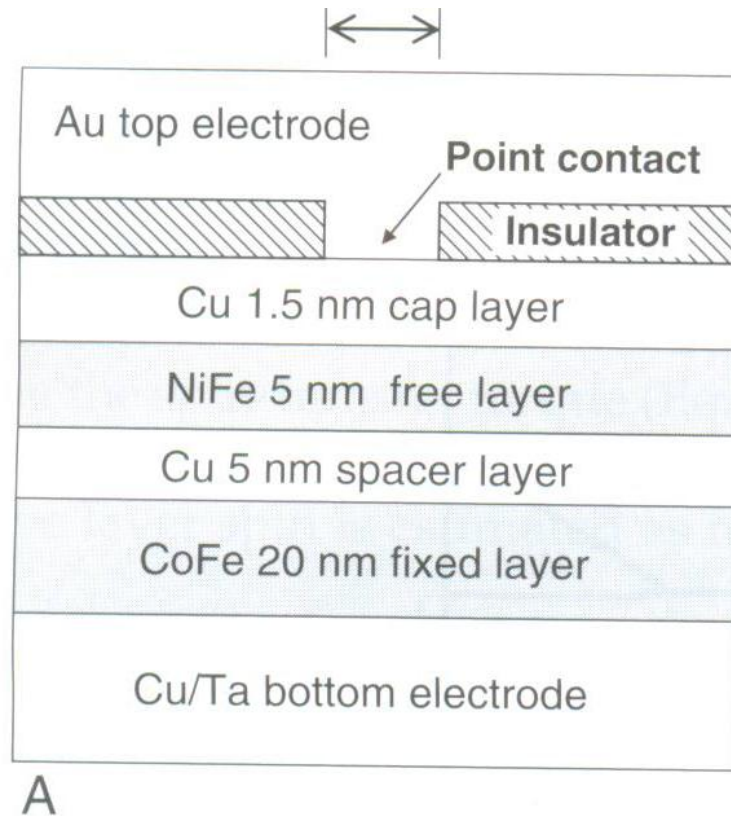 Au top electrode
Point contact
Insulator
Cu 1.5 nm cap layer
NiFe 5 nm free layer
Cu 5 nm spacer layer
CoFe 20 nm fixed layer
Cu/Ta bottom electrode
A